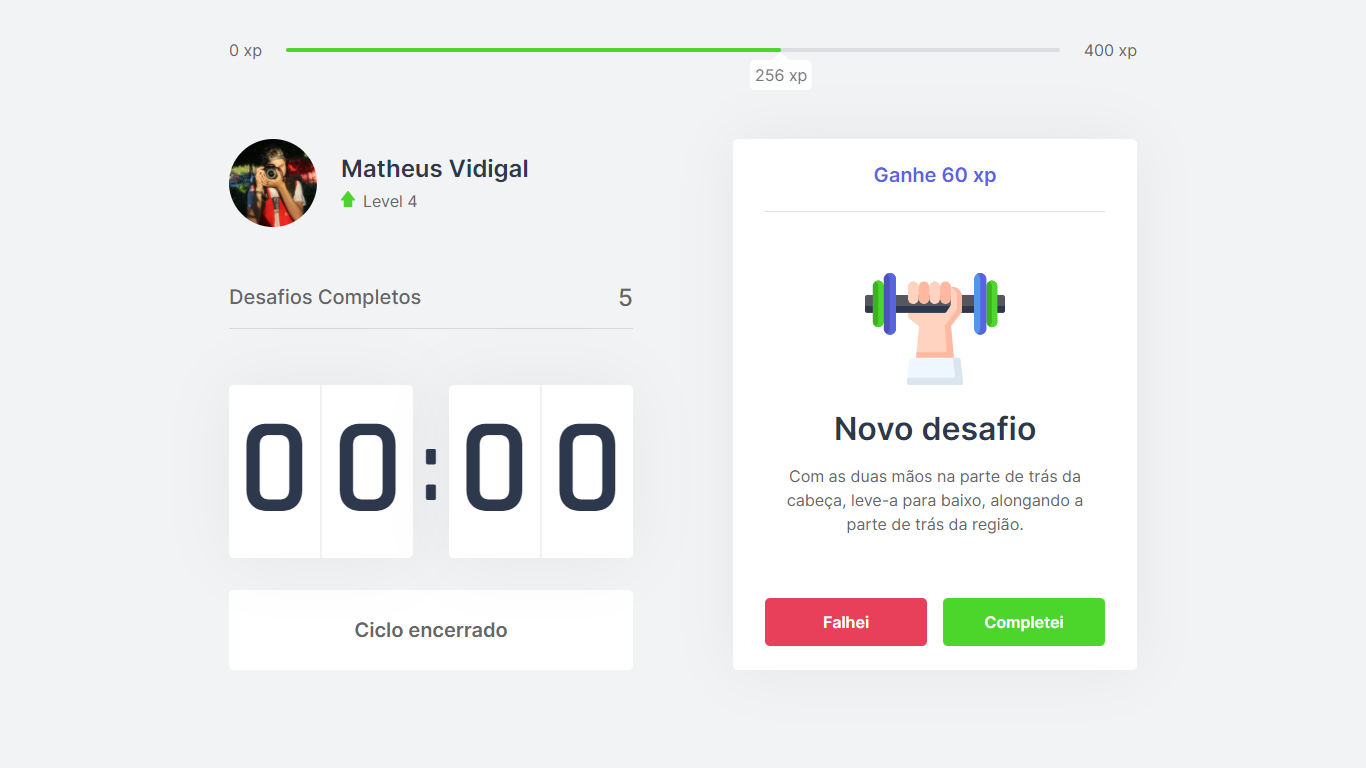 0 xp
400 xp
256 xp
Matheus Vidigal
Level 4
Desafios Completos
5
00:00
Ciclo encerrado
Ganhe 60 xp
Novo desafio
Com as duas mãos na parte de trás da
cabeça, leve-a para baixo, alongando a
parte de trás da região.
Falhei
Completei